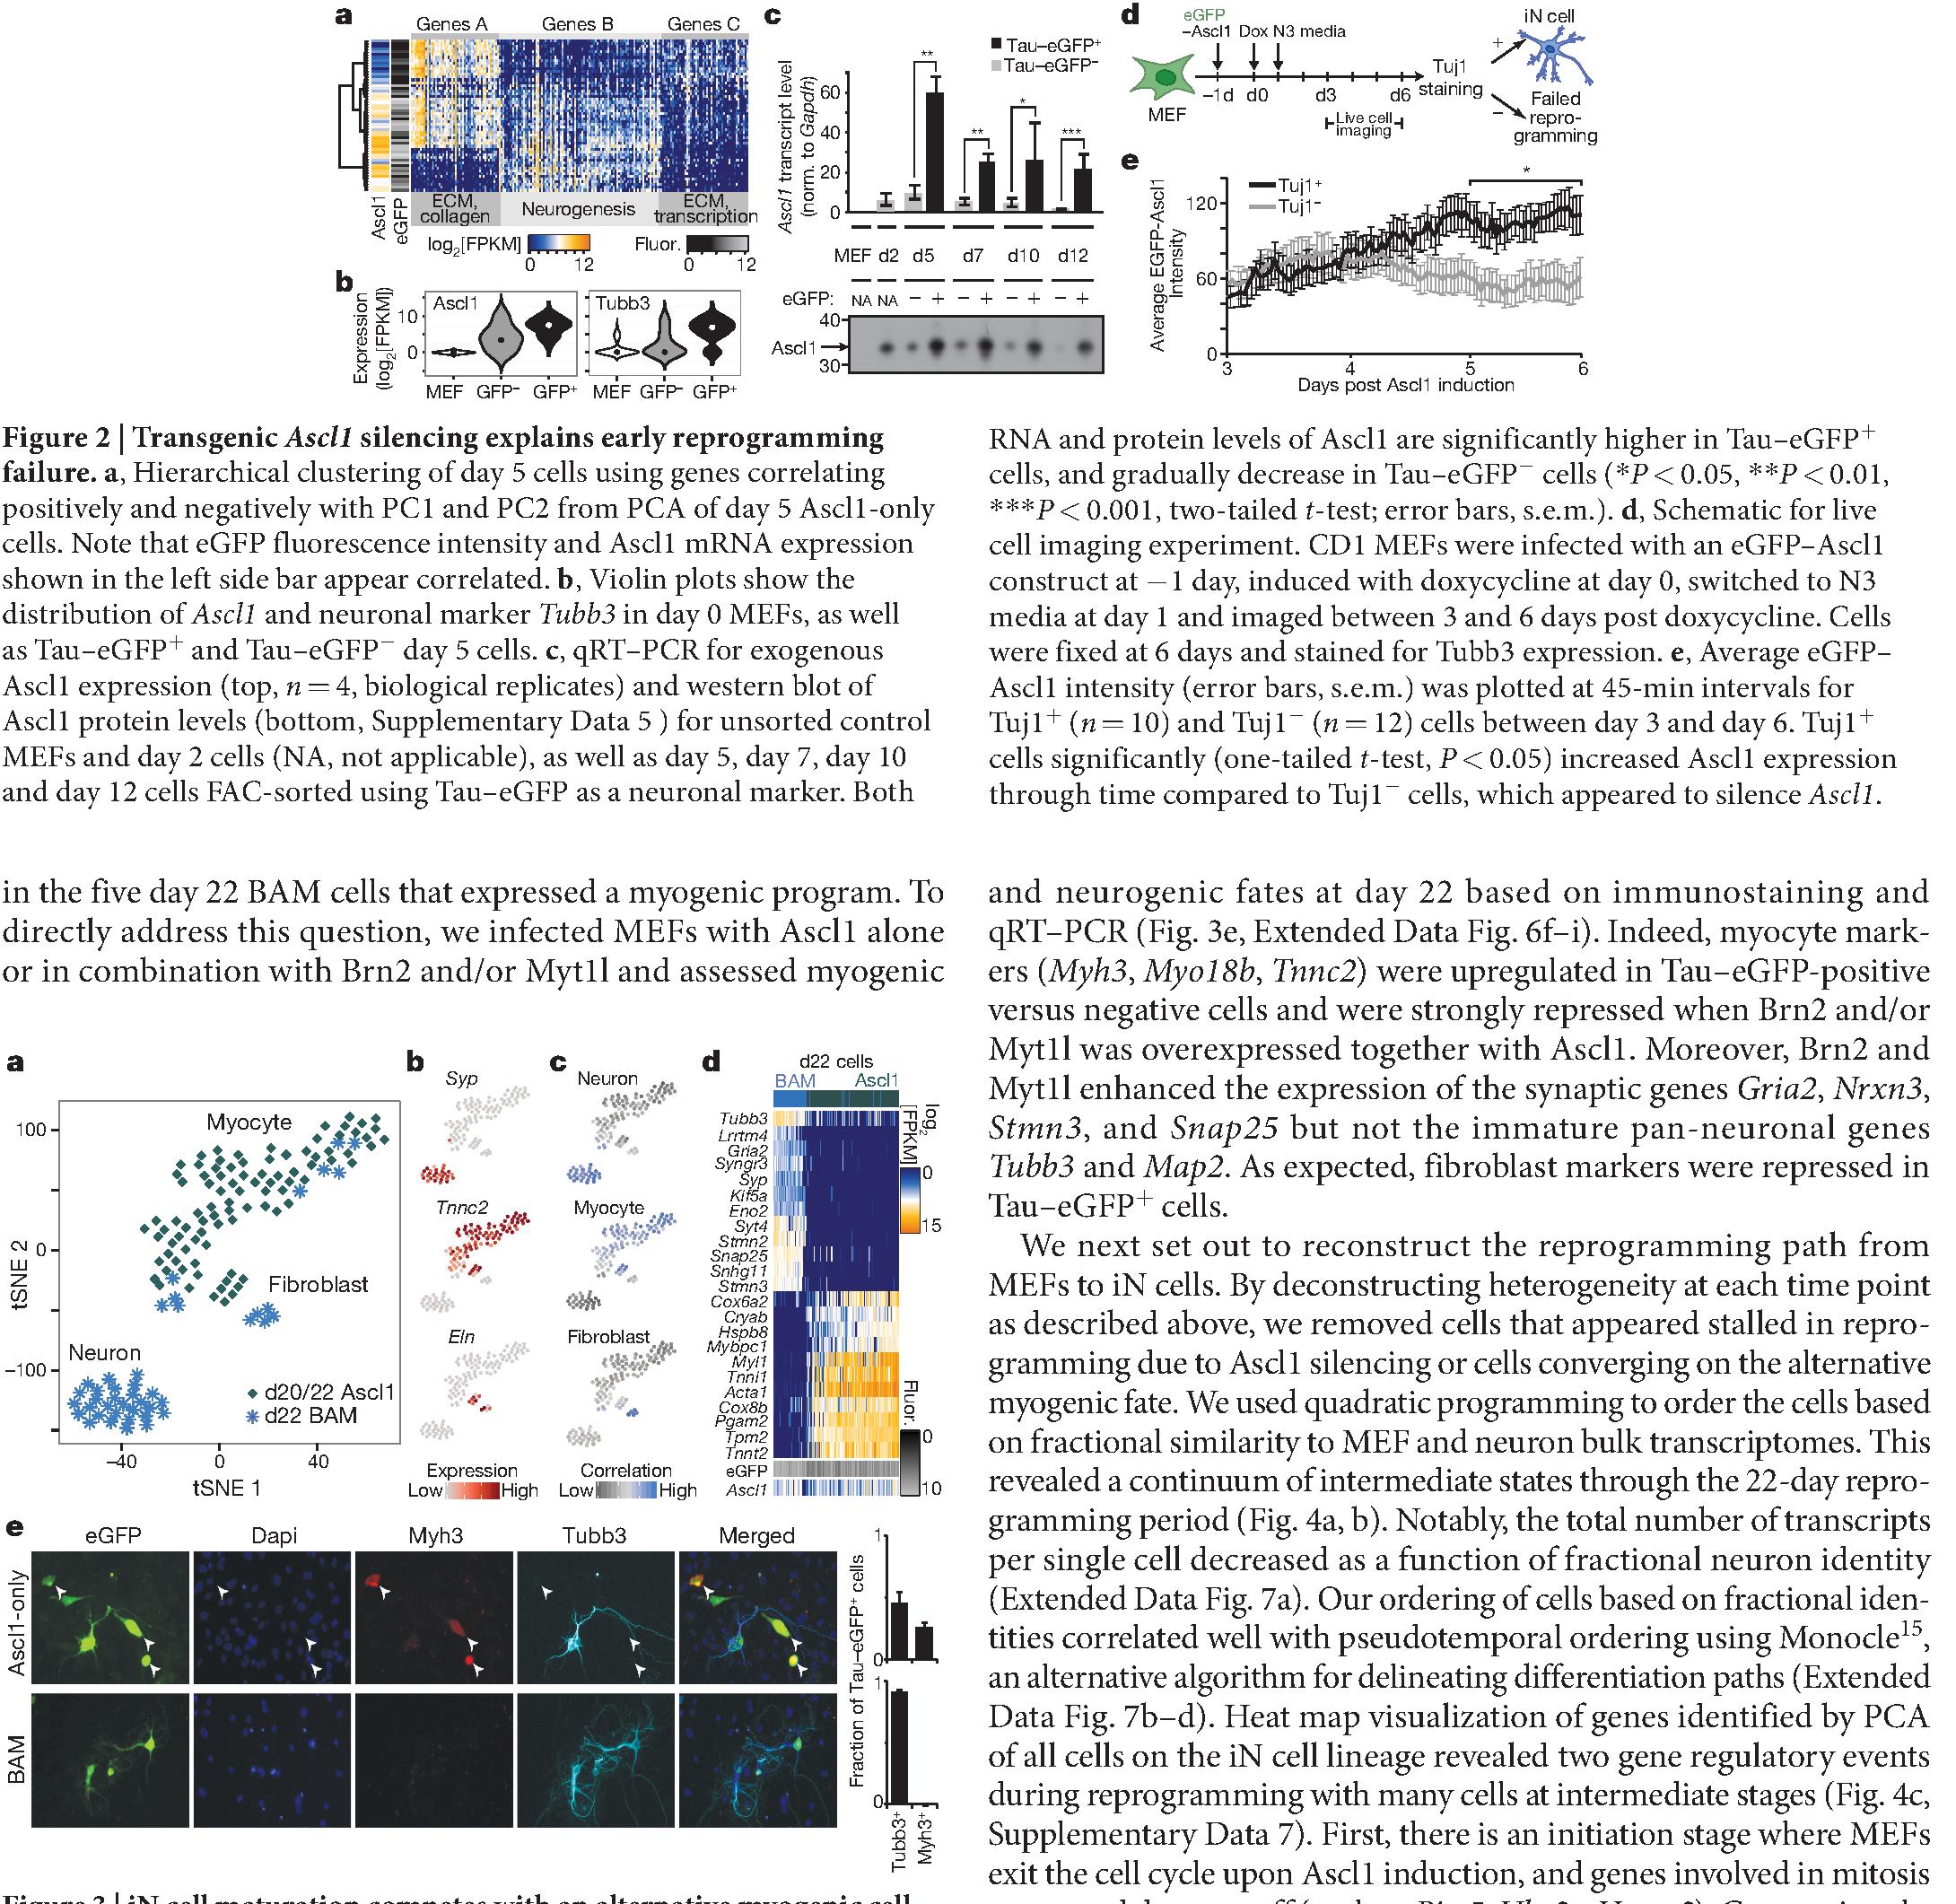 a
Genes A
Genes B
Genes C
ECM, collagen
Neurogenesis
ECM, transcription
Ascl1
eGFP
log2[FPKM]
0 12
Fluor.
0 12
b
Expression (log2[FPKM])
10
0
Ascl1
Tubb3
MEF GFP– GFP+
MEF GFP– GFP+
c
Tau–eGFP+
Tau–eGFP–
Ascl1 transcript level (norm. to Gapdh)
60
40
20
0
** ** * ***
MEF d2 d5 d7 d10 d12
eGFP: NA NA – + – + – + – +
40
Ascl1
30
d
eGFP
–Ascl1 Dox N3 media
MEF
–1d d0 d3 d6
Live cell imaging
Tuj1 staining
+
–
iN cell
Failed repro-gramming
e
Tuj1+
Tuj1–
*
Average EGFP-Ascl1 Intensity
120
60
0
3 4 5 6
Days post Ascl1 induction
Figure 2 | Transgenic Ascl1 silencing explains early reprogramming
failure. a, Hierarchical clustering of day 5 cells using genes correlating
positively and negatively with PC1 and PC2 from PCA of day 5 Ascl1-only
cells. Note that eGFP fluorescence intensity and Ascl1 mRNA expression
shown in the left side bar appear correlated. b, Violin plots show the
distribution of Ascl1 and neuronal marker Tubb3 in day 0 MEFs, as well
as Tau–eGFP+ and Tau–eGFP− day 5 cells. c, qRT–PCR for exogenous
Ascl1 expression (top, n = 4, biological replicates) and western blot of
Ascl1 protein levels (bottom, Supplementary Data 5 ) for unsorted control
MEFs and day 2 cells (NA, not applicable), as well as day 5, day 7, day 10
and day 12 cells FAC-sorted using Tau–eGFP as a neuronal marker. Both
RNA and protein levels of Ascl1 are significantly higher in Tau–eGFP+
cells, and gradually decrease in Tau–eGFP− cells (*P < 0.05, **P < 0.01,
***P < 0.001, two-tailed t-test; error bars, s.e.m.). d, Schematic for live
cell imaging experiment. CD1 MEFs were infected with an eGFP–Ascl1
construct at −1 day, induced with doxycycline at day 0, switched to N3
media at day 1 and imaged between 3 and 6 days post doxycycline. Cells
were fixed at 6 days and stained for Tubb3 expression. e, Average eGFP–
Ascl1 intensity (error bars, s.e.m.) was plotted at 45-min intervals for
Tuj1+ (n = 10) and Tuj1− (n = 12) cells between day 3 and day 6. Tuj1+
cells significantly (one-tailed t-test, P < 0.05) increased Ascl1 expression
through time compared to Tuj1− cells, which appeared to silence Ascl1.
in the five day 22 BAM cells that expressed a myogenic program. To
directly address this question, we infected MEFs with Ascl1 alone
or in combination with Brn2 and/or Myt1l and assessed myogenic
a
Myocyte
Fibroblast
Neuron
d20/22 Ascl1
d22 BAM
100
0
–100
tSNE 2
–40 0 40
tSNE 1
b
Syp
Tnnc2
Eln
Expression
Low High
c
Neuron
Myocyte
Fibroblast
Correlation
Low High
d
d22 cells
BAM Ascl1
Tubb3
Lrrtm4
Gria2
Syngr3
Syp
Kif5a
Eno2
Syt4
Stmn2
Snap25
Snhg11
Stmn3
Cox6a2
Cryab
Hspb8
Mybpc1
Myl1
Tnni1
Acta1
Cox8b
Pgam2
Tpm2
Tnnt2
eGFP
Ascl1
log2 [FPKM]
0
15
Fluor.
0
10
e
eGFP Dapi Myh3 Tubb3 Merged
Ascl1-only
BAM
Fraction of Tau–eGFP+ cells
1
0
1
0
Tubb3+
Myh3+
and neurogenic fates at day 22 based on immunostaining and
qRT–PCR (Fig. 3e, Extended Data Fig. 6f–i). Indeed, myocyte mark-
ers (Myh3, Myo18b, Tnnc2) were upregulated in Tau–eGFP-positive
versus negative cells and were strongly repressed when Brn2 and/or
Myt1l was overexpressed together with Ascl1. Moreover, Brn2 and
Myt1l enhanced the expression of the synaptic genes Gria2, Nrxn3,
Stmn3, and Snap25 but not the immature pan-neuronal genes
Tubb3 and Map2. As expected, fibroblast markers were repressed in
Tau–eGFP+ cells.
We next set out to reconstruct the reprogramming path from
MEFs to iN cells. By deconstructing heterogeneity at each time point
as described above, we removed cells that appeared stalled in repro-
gramming due to Ascl1 silencing or cells converging on the alternative
myogenic fate. We used quadratic programming to order the cells based
on fractional similarity to MEF and neuron bulk transcriptomes. This
revealed a continuum of intermediate states through the 22-day repro-
gramming period (Fig. 4a, b). Notably, the total number of transcripts
per single cell decreased as a function of fractional neuron identity
(Extended Data Fig. 7a). Our ordering of cells based on fractional iden-
tities correlated well with pseudotemporal ordering using Monocle15,
an alternative algorithm for delineating differentiation paths (Extended
Data Fig. 7b–d). Heat map visualization of genes identified by PCA
of all cells on the iN cell lineage revealed two gene regulatory events
during reprogramming with many cells at intermediate stages (Fig. 4c,
Supplementary Data 7). First, there is an initiation stage where MEFs
exit the cell cycle upon Ascl1 induction, and genes involved in mitosis